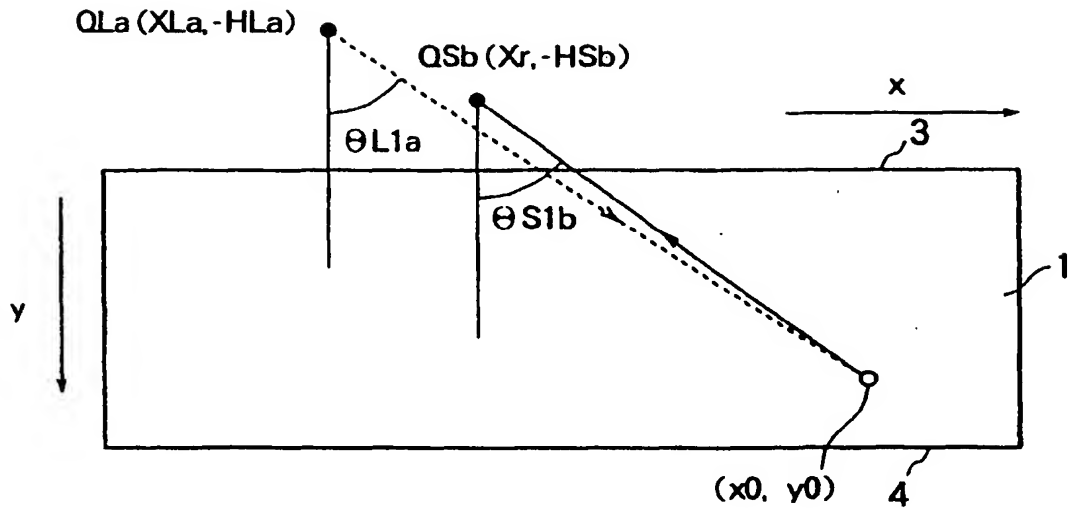 QLa (XLa, -HLa)
QSb (Xr, -HSb)
x
3
ΘL1a
ΘS1b
1
y
(x0, y0)
4